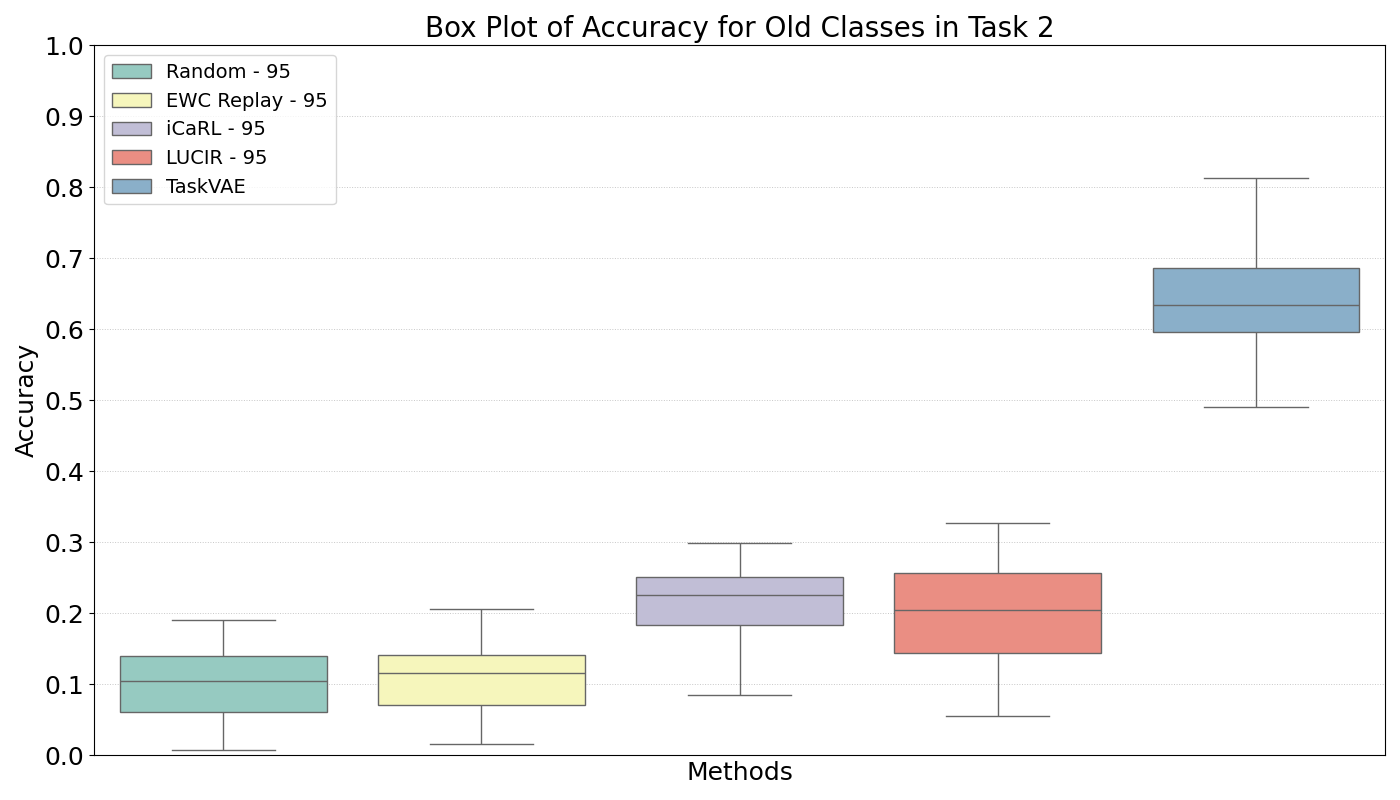 Box Plot of Accuracy for Old Classes in Task 2
1.0
0.9
0.8
0.7
0.6
0.5
0.4
0.3
0.2
0.1
0.0
Accuracy
Random - 95
EWC Replay - 95
iCaRL - 95
LUCIR - 95
TaskVAE
Methods